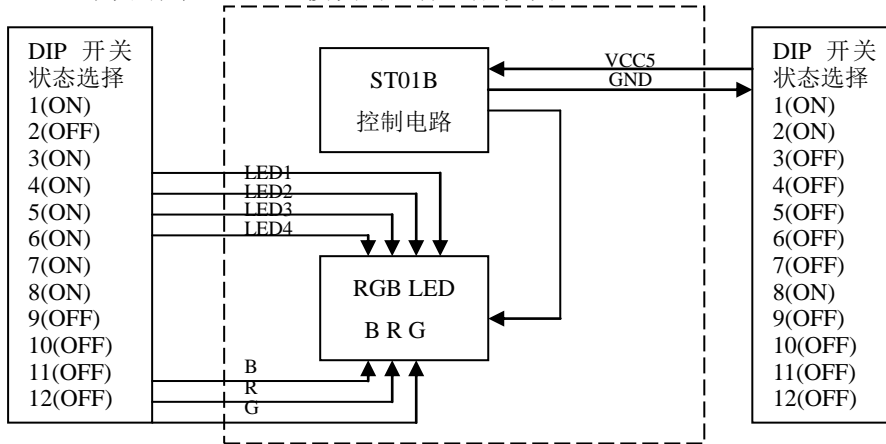 DIP 开关
状态选择
1(ON)
2(OFF)
3(ON)
4(ON)
5(ON)
6(ON)
7(ON)
8(ON)
9(OFF)
10(OFF)
11(OFF)
12(OFF)
LED1
LED2
LED3
LED4
B
R
G
ST01B
控制电路
RGB LED
B R G
VCC5
GND
DIP 开关
状态选择
1(ON)
2(ON)
3(OFF)
4(OFF)
5(OFF)
6(OFF)
7(OFF)
8(ON)
9(OFF)
10(OFF)
11(OFF)
12(OFF)